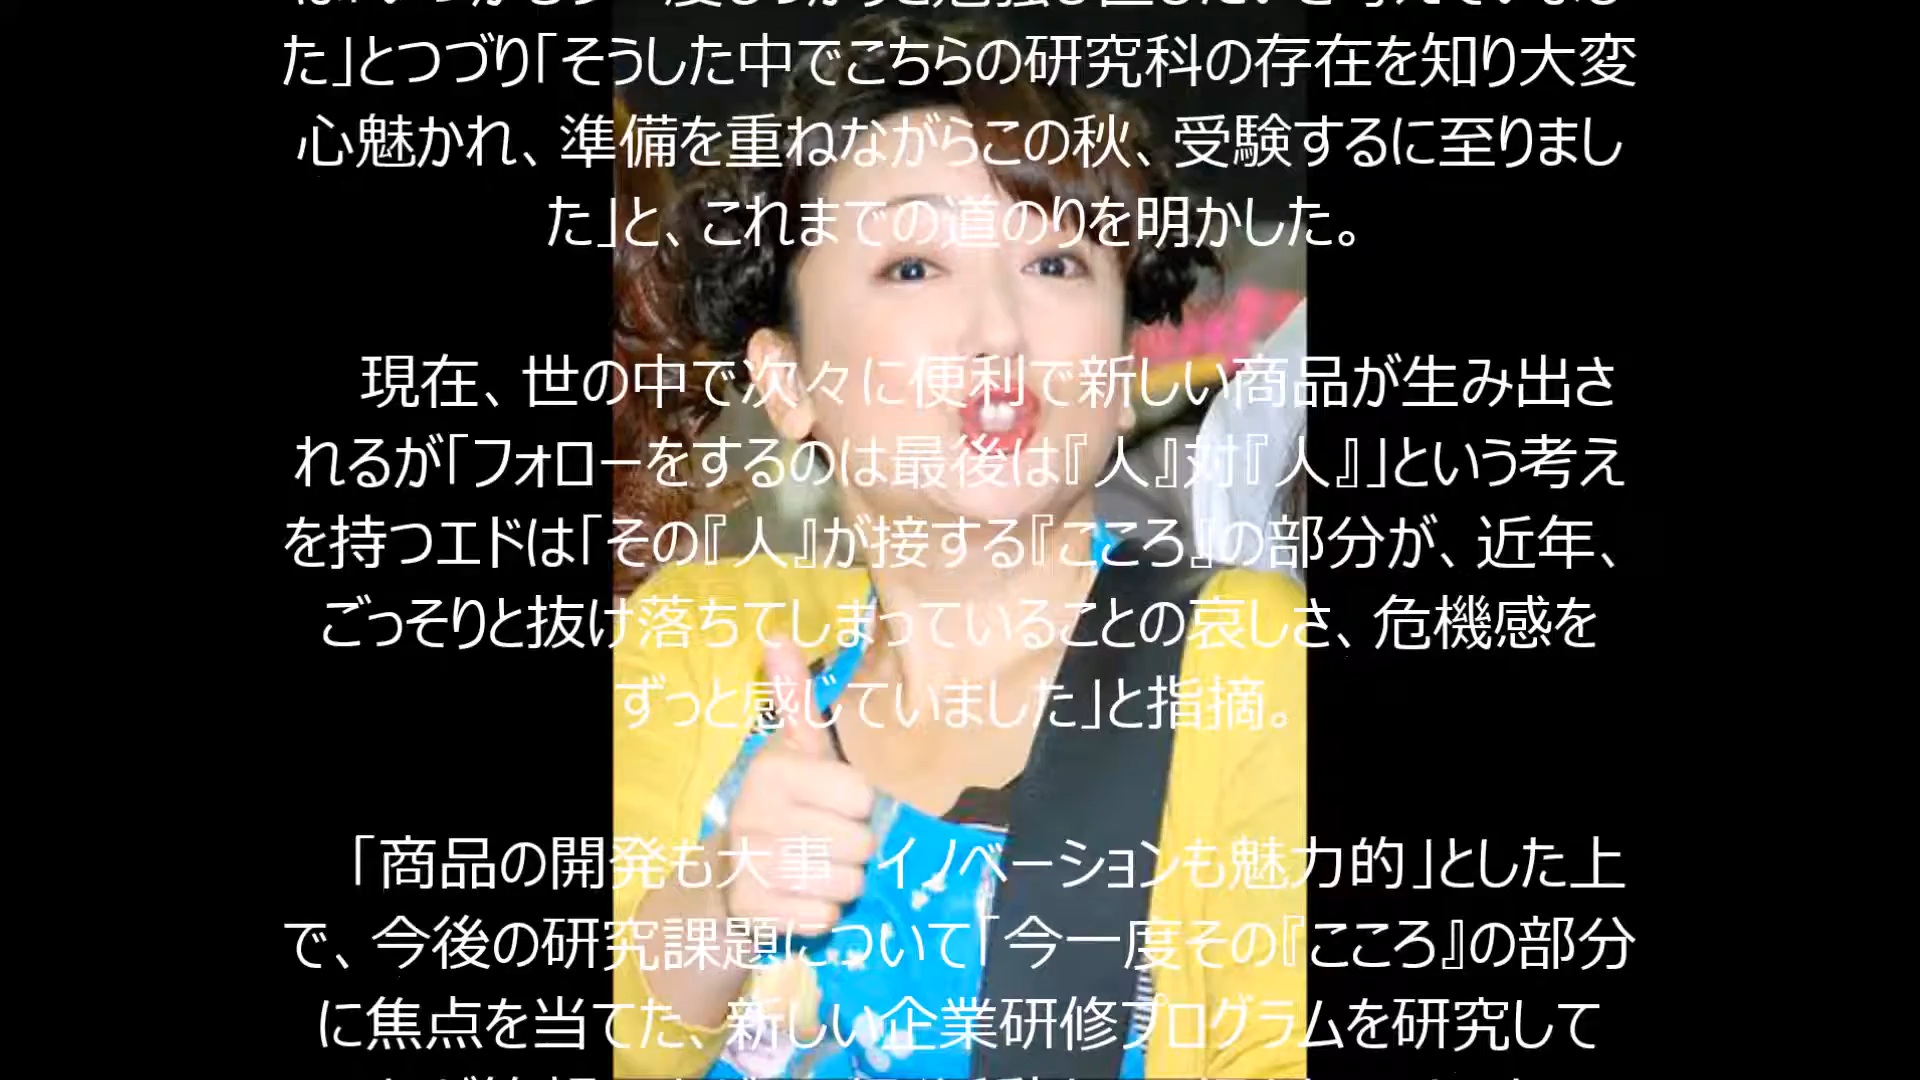 た」とつづり「そうした中でこちらの研究科の存在を知り大変
心魅かれ、準備を重ねながらこの秋、受験するに至りまし
た」と、これまでの道のりを明かした。
現在、世の中で次々に便利で新しい商品が生み出さ
れるが「フォローをするのは最後は『人』対『人』」という考え
を持つエドは「その『人』が接する『こころ』の部分が、近年、
ごっそりと抜け落ちてしまっていることの哀しさ、危機感を
ずっと感じていました」と指摘。
「商品の開発も大事 イノベーションも魅力的」とした上
で、今後の研究課題について「今一度その『こころ』の部分
に焦点を当てた、新しい企業研修プログラムを研究して